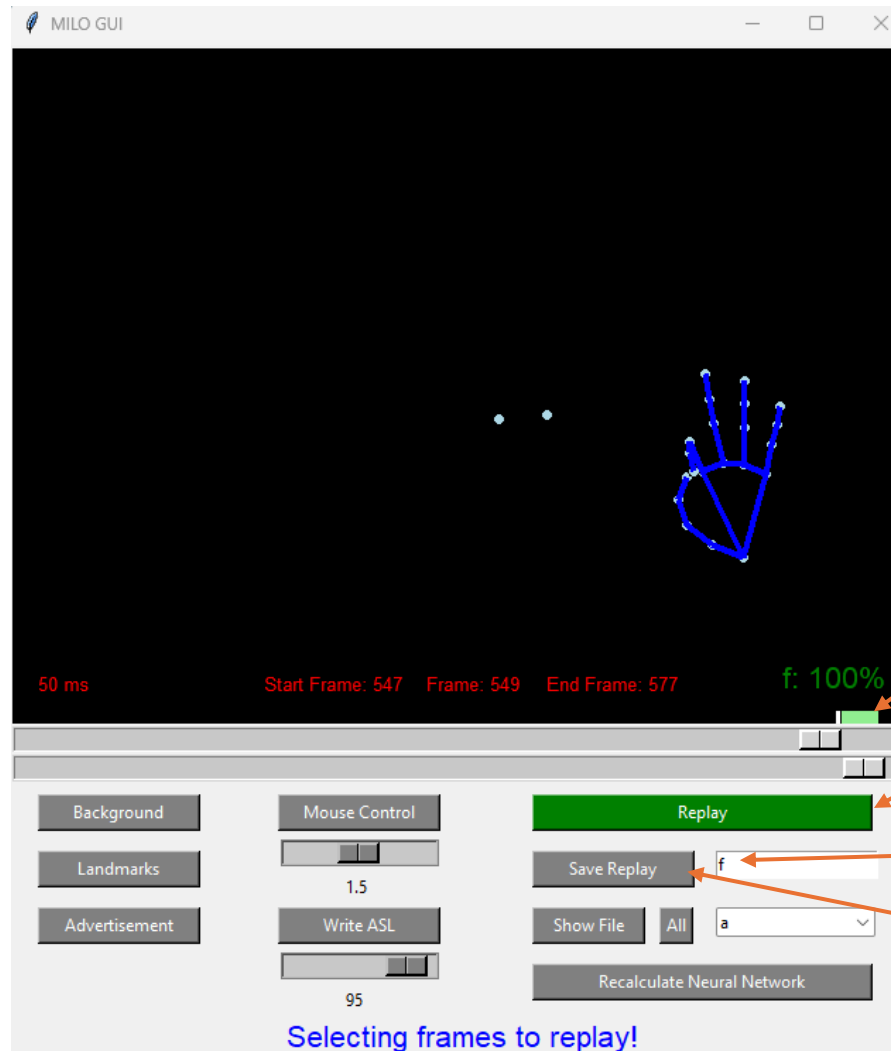 MILO GUI
50 ms Start Frame: 547 Frame: 549 End Frame: 577 f: 100%
Background Mouse Control Replay
Landmarks Save Replay f
1.5
Advertisement Write ASL Show File All a
Recalculate Neural Network
95
Selecting frames to replay!